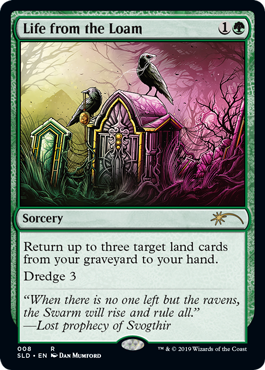 Life from the Loam 1
Sorcery
Return up to three target land cards
from your graveyard to your hand.
Dredge 3
“When there is no one left but the ravens,
the Swarm will rise and rule all.”
—Lost prophecy of Svogthir
008 R
SLD • EN DAN MUMFORD
™ & © 2019 Wizards of the Coast